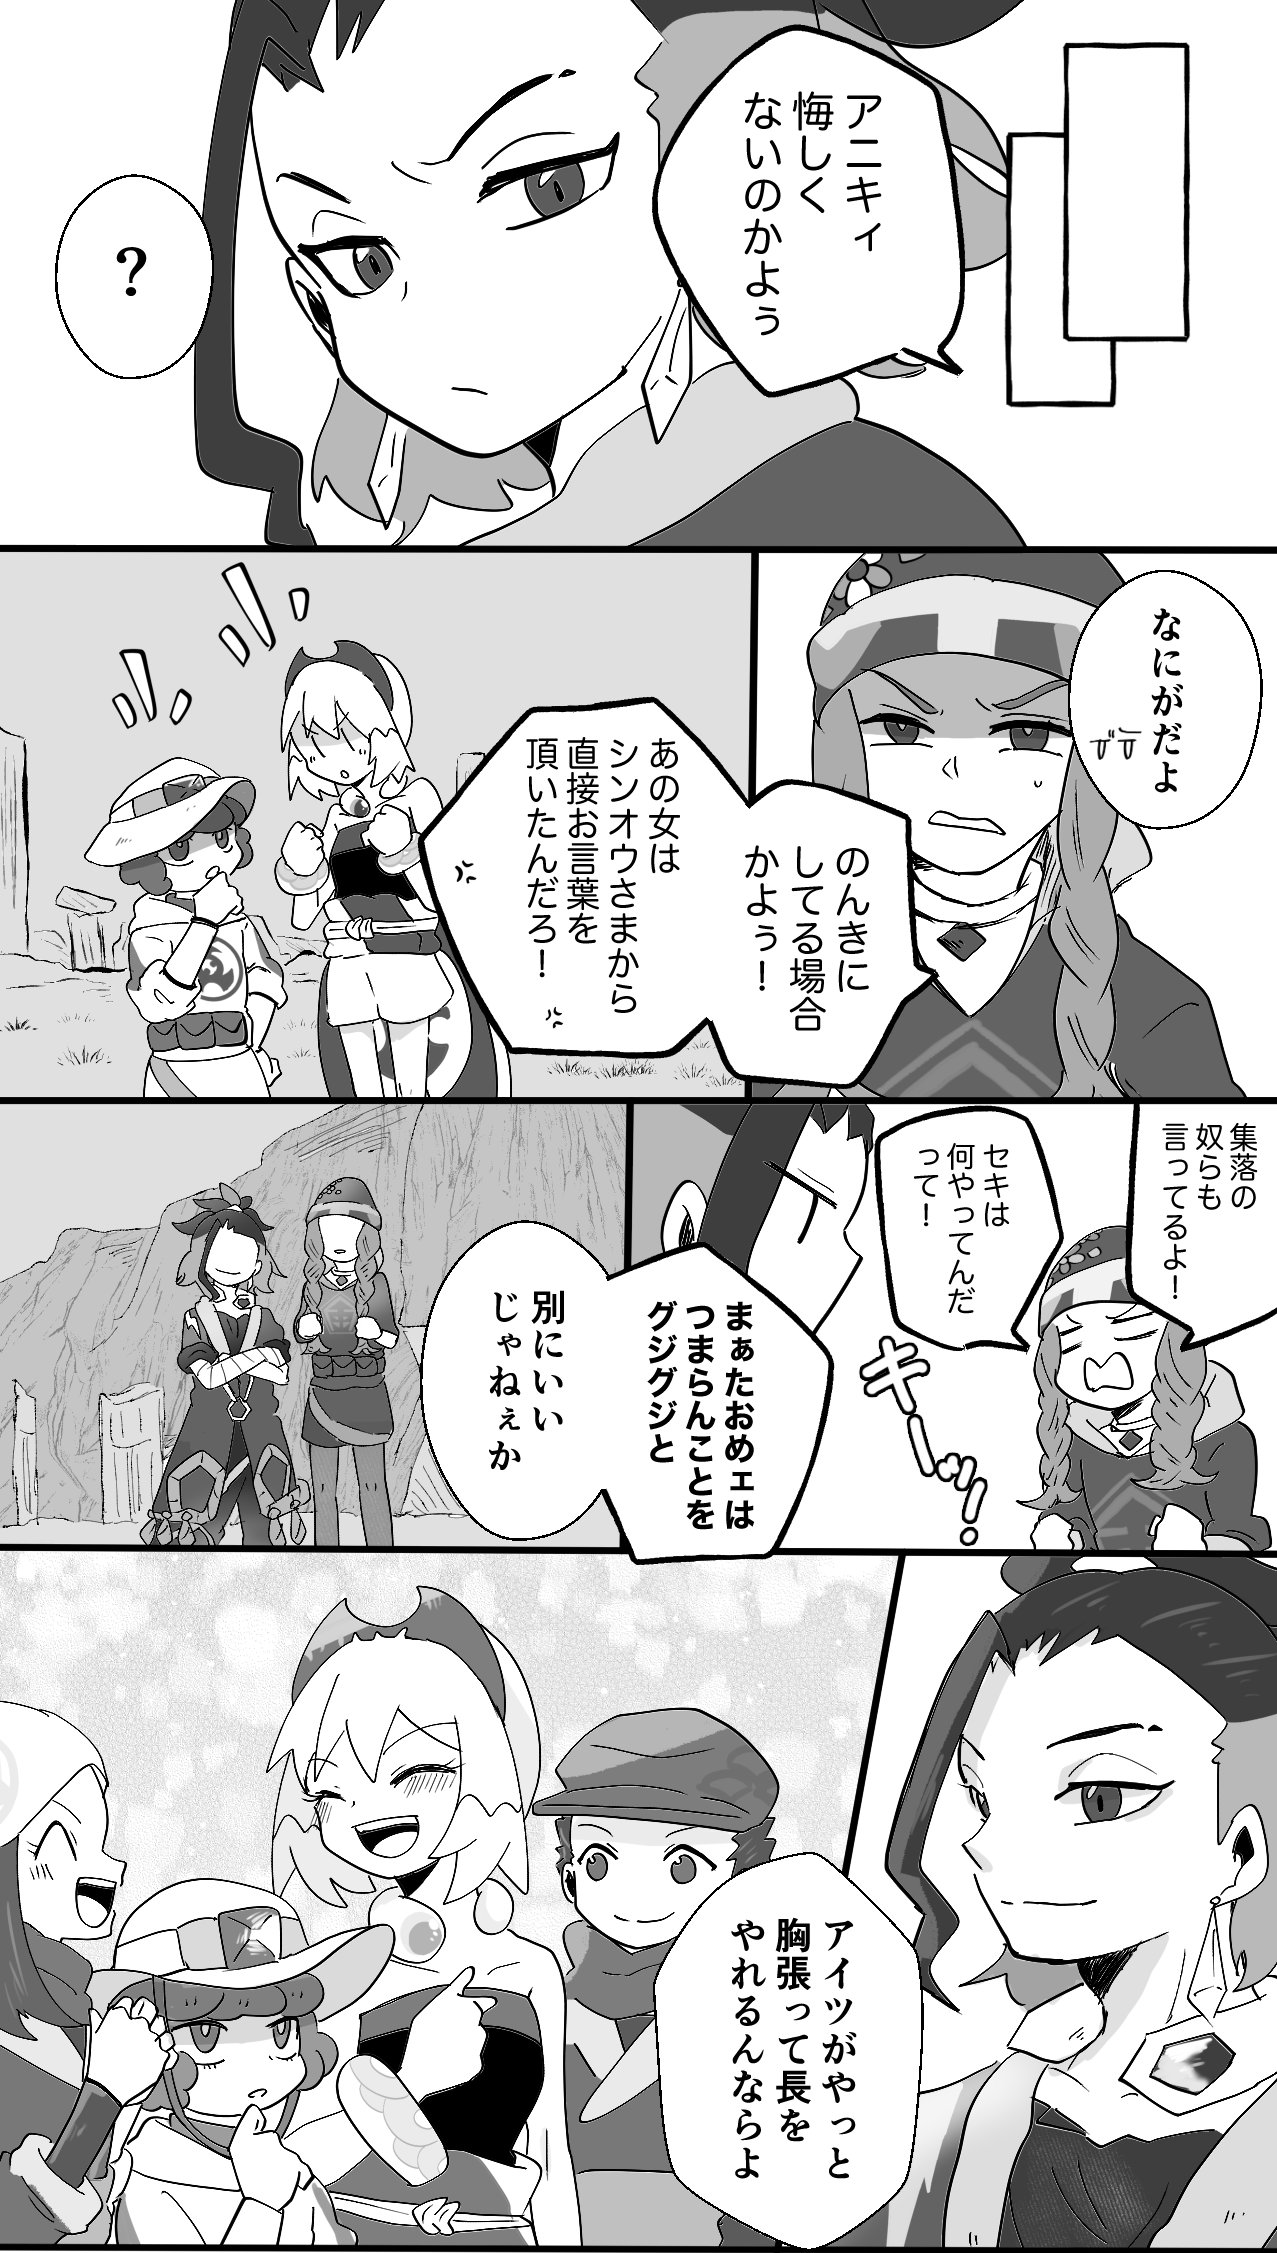 アニキィ
悔しく
ないのかよぅ
？
なにがだよ
のんきに
してる場合
かよぅ！
あの女は
シンオウさまから
直接お言葉を
頂いたんだろ！
集落の
奴らも
言ってるよ！
セキは
何やってんだ
って！
キーッ！
まぁたおめェは
つまらんことを
グジグジと
別にいい
じゃねぇか
アイツがやっと
胸張って長を
やれるんならよ